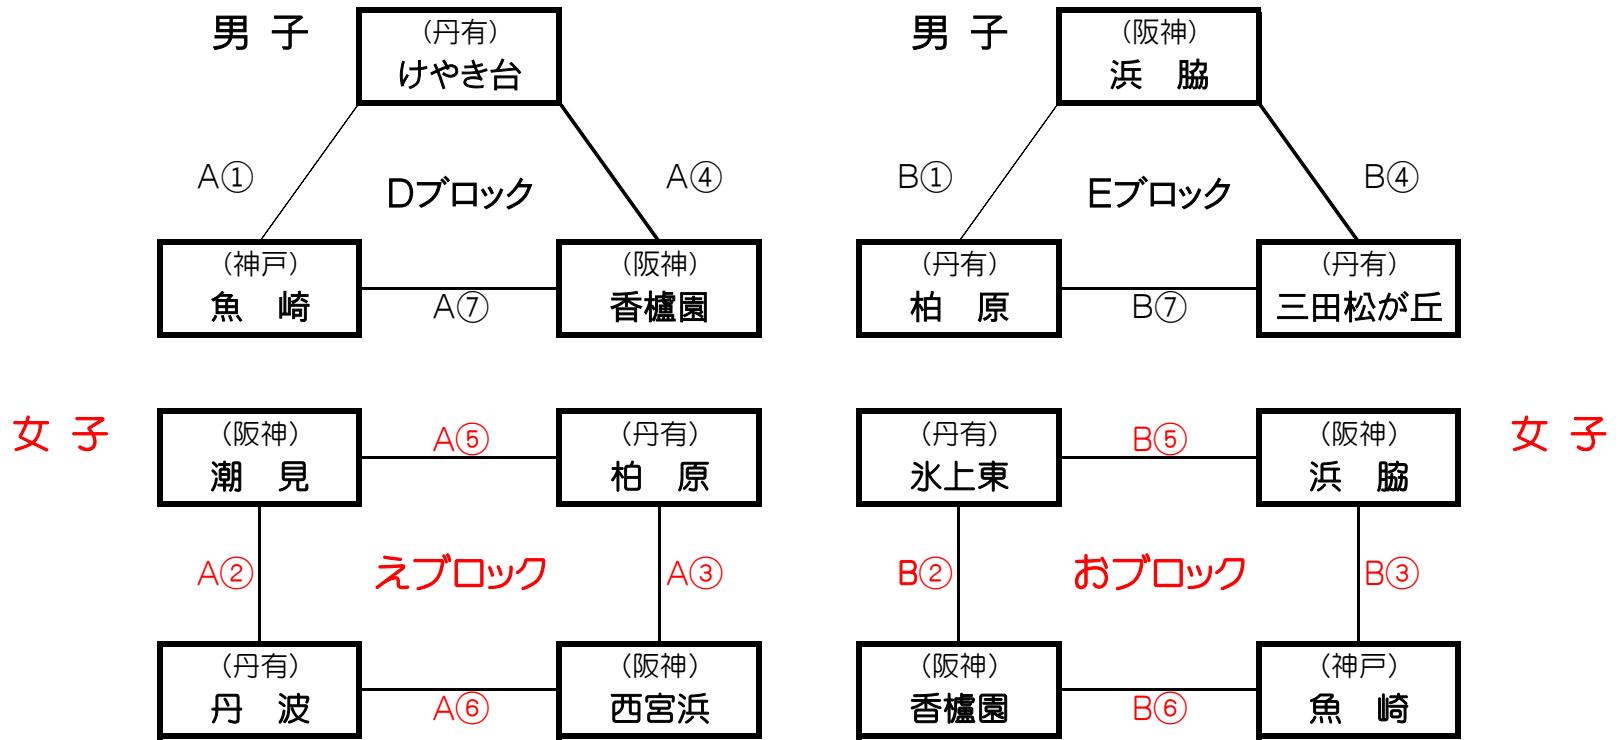 男 子
(丹有)
けやき台
A①
Dブロック
A④
(神戸)
魚 崎
A⑦
(阪神)
香櫨園
男 子
(阪神)
浜 脇
B①
Eブロック
B④
(丹有)
柏 原
B⑦
(丹有)
三田松が丘
女 子
(阪神)
潮 見
A⑤
(丹有)
柏 原
A②
えブロック
A③
(丹有)
丹 波
A⑥
(阪神)
西宮浜
(丹有)
氷上東
B⑤
(阪神)
浜 脇
女 子
B②
おブロック
B③
(阪神)
香櫨園
B⑥
(神戸)
魚 崎